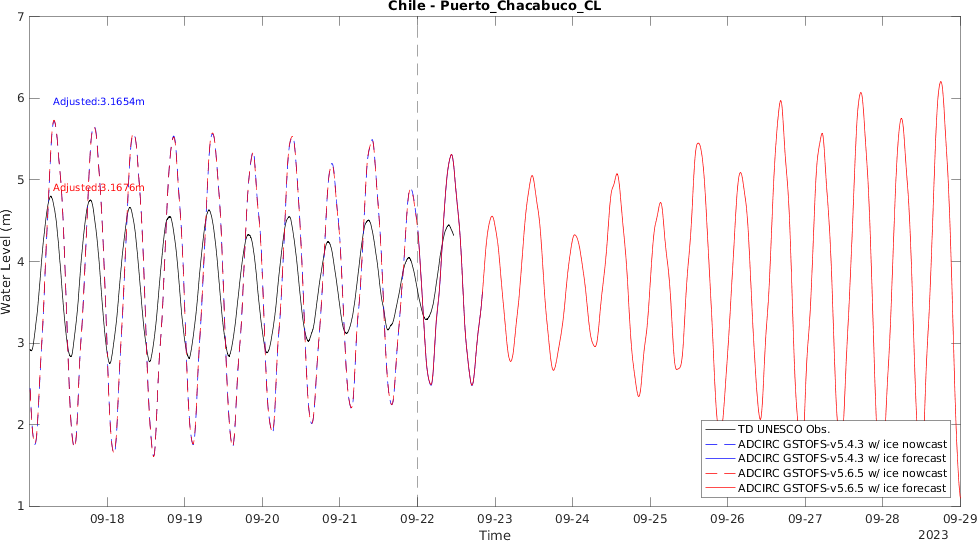 Chile - Puerto_Chacabuco_CL
7
6
5
4
3
2
1
Water Level (m)
Adjusted:3.1654m
Adjusted:3.1676m
TD UNESCO Obs.
ADCIRC GSTOFS-v5.4.3 w/ ice nowcast
ADCIRC GSTOFS-v5.4.3 w/ ice forecast
ADCIRC GSTOFS-v5.6.5 w/ ice nowcast
ADCIRC GSTOFS-v5.6.5 w/ ice forecast
09-18 09-19 09-20 09-21 09-22 09-23 09-24 09-25 09-26 09-27 09-28 09-29
Time
2023